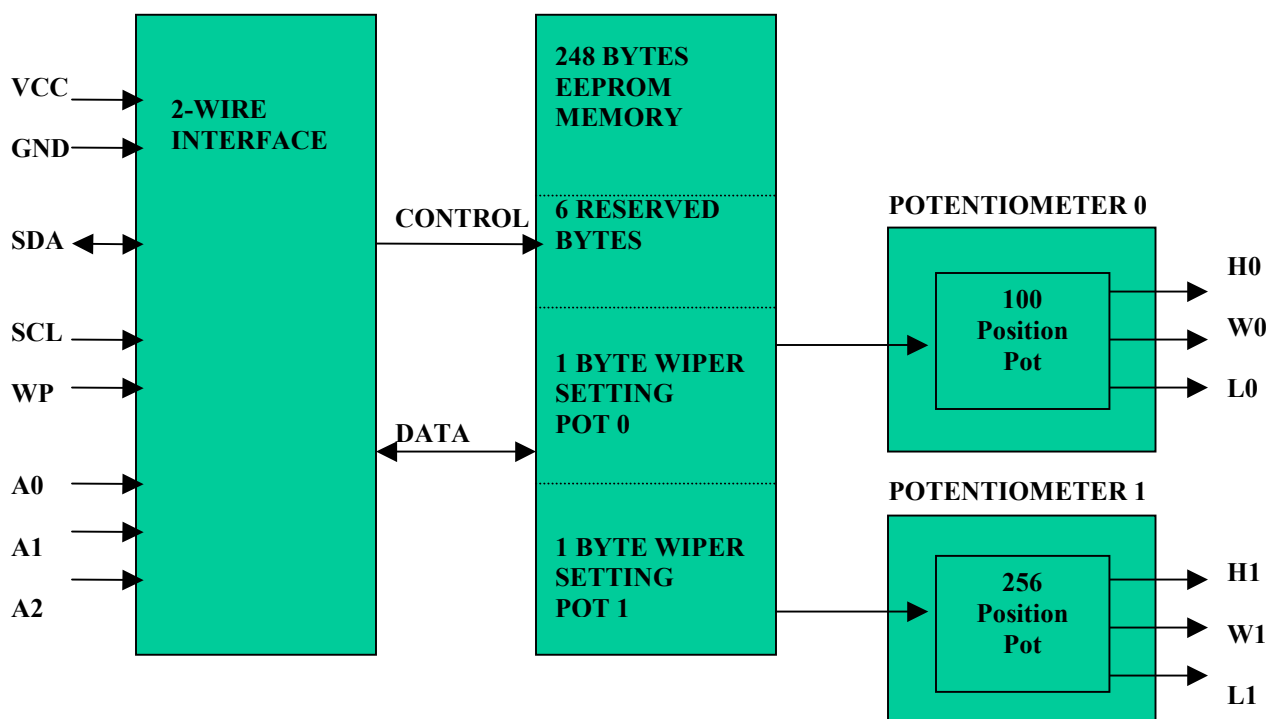 VCC
GND
SDA
SCL
WP
A0
A1
A2
2-WIRE
INTERFACE
CONTROL
DATA
248 BYTES
EEPROM
MEMORY
6 RESERVED
BYTES
1 BYTE WIPER
SETTING
POT 0
1 BYTE WIPER
SETTING
POT 1
POTENTIOMETER 0
100
Position
Pot
H0
W0
L0
POTENTIOMETER 1
256
Position
Pot
H1
W1
L1